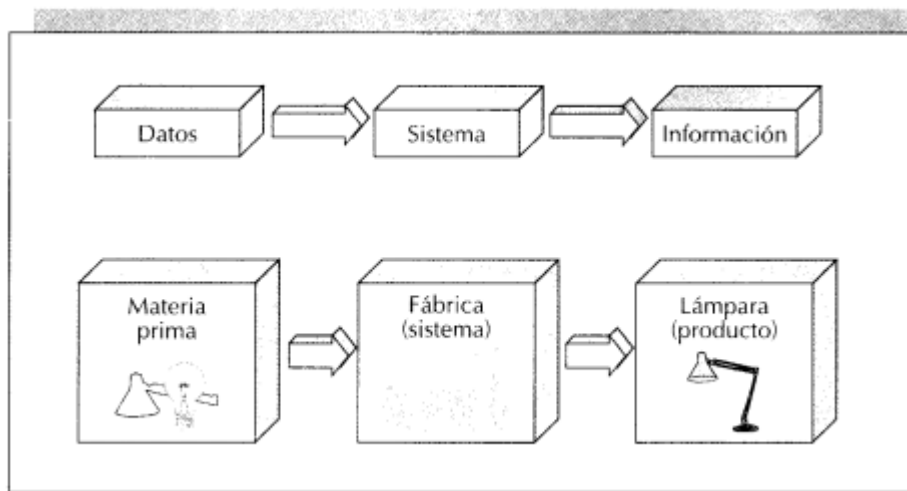 Datos
Sistema
Información
Materia
prima
Fábrica
(sistema)
Lámpara
(producto)